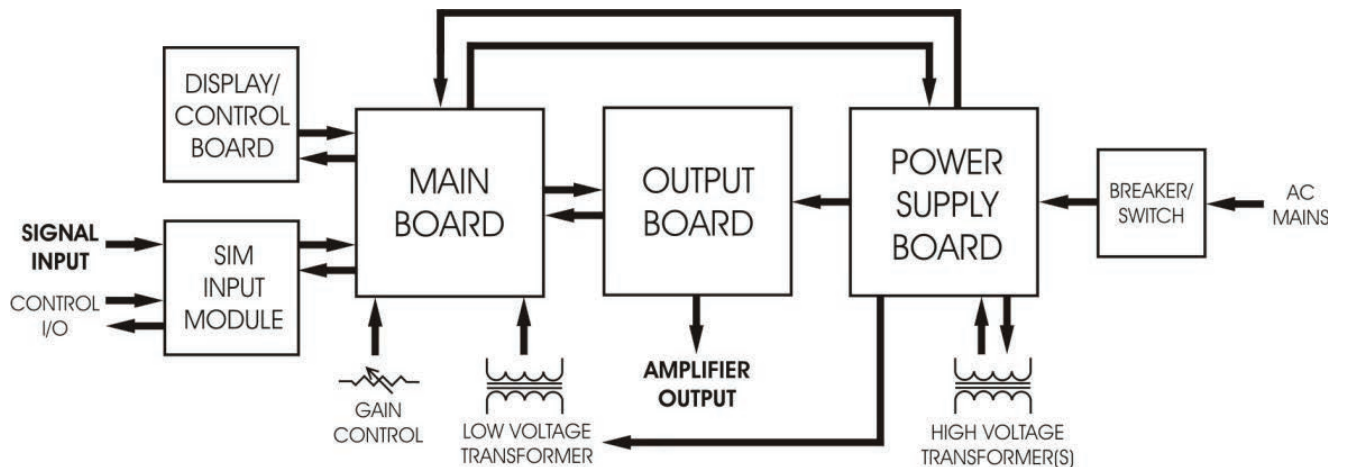 DISPLAY/
CONTROL
BOARD
MAIN
BOARD
OUTPUT
BOARD
POWER
SUPPLY
BOARD
BREAKER/
SWITCH
AC
MAINS
SIGNAL
INPUT
CONTROL
I/O
SIM
INPUT
MODULE
GAIN
CONTROL
LOW VOLTAGE
TRANSFORMER
AMPLIFIER
OUTPUT
HIGH VOLTAGE
TRANSFORMER(S)